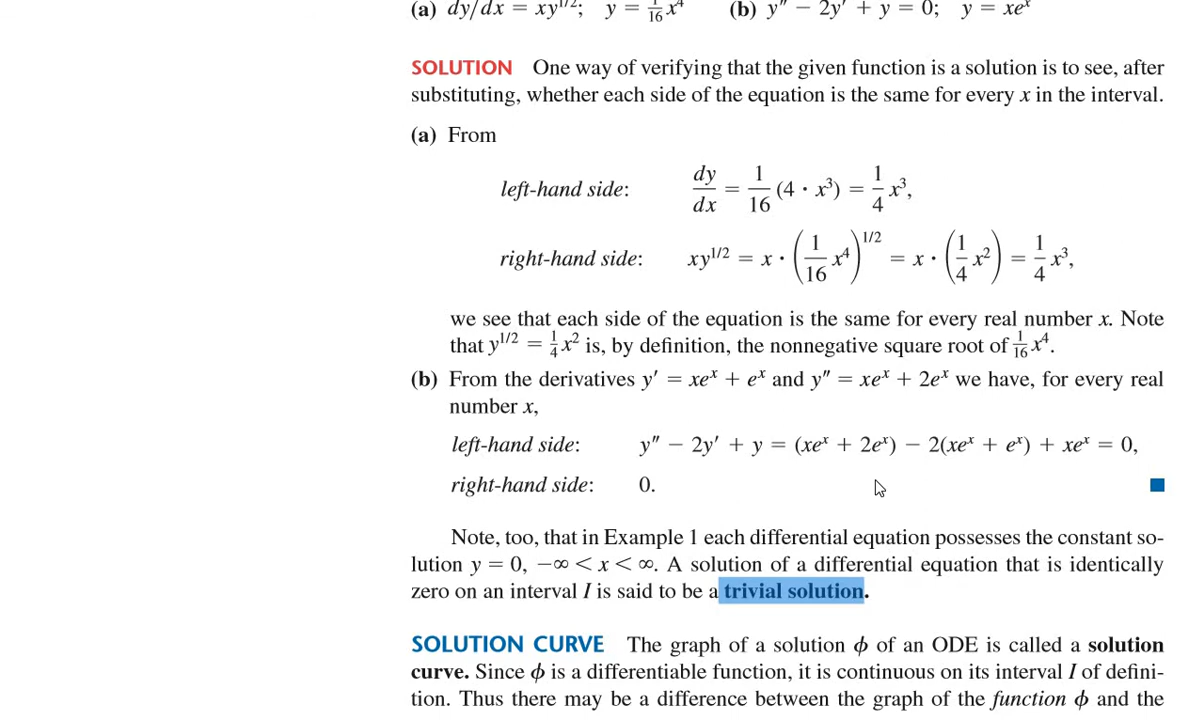 (a) dy/dx = xy^{1/2}; y = \frac{1}{16}x^4 (b) y″ − 2y′ + y = 0; y = xe^x
SOLUTION One way of verifying that the given function is a solution is to see, after
substituting, whether each side of the equation is the same for every x in the interval.
(a) From
left-hand side: \frac{dy}{dx} = \frac{1}{16}(4 · x^3) = \frac{1}{4}x^3,
right-hand side: xy^{1/2} = x · (\frac{1}{16}x^4)^{1/2} = x · (\frac{1}{4}x^2) = \frac{1}{4}x^3,
we see that each side of the equation is the same for every real number x. Note
that y^{1/2} = \frac{1}{4}x^2 is, by definition, the nonnegative square root of \frac{1}{16}x^4.
(b) From the derivatives y′ = xe^x + e^x and y″ = xe^x + 2e^x we have, for every real
number x,
left-hand side: y″ − 2y′ + y = (xe^x + 2e^x) − 2(xe^x + e^x) + xe^x = 0,
right-hand side: 0.
Note, too, that in Example 1 each differential equation possesses the constant so-
lution y = 0, −∞ < x < ∞. A solution of a differential equation that is identically
zero on an interval I is said to be a trivial solution.
SOLUTION CURVE The graph of a solution ϕ of an ODE is called a solution
curve. Since ϕ is a differentiable function, it is continuous on its interval I of defini-
tion. Thus there may be a difference between the graph of the function ϕ and the